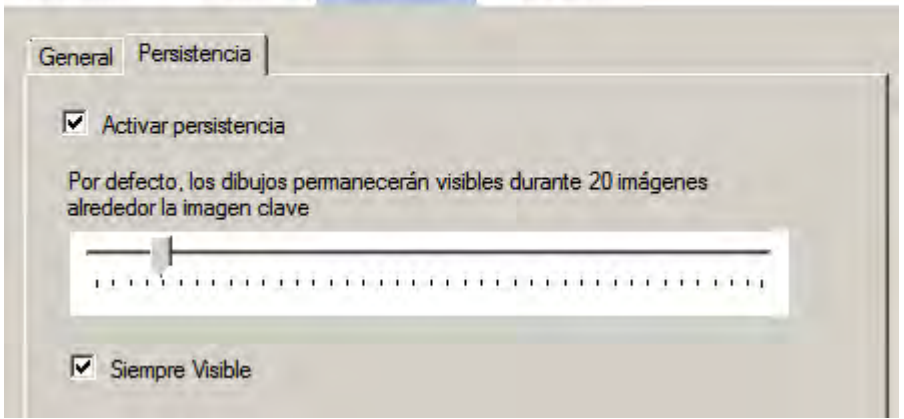 General Persistencia
Activar persistencia
Por defecto, los dibujos permanecerán visibles durante 20 imágenes
alrededor la imagen clave
Siempre Visible